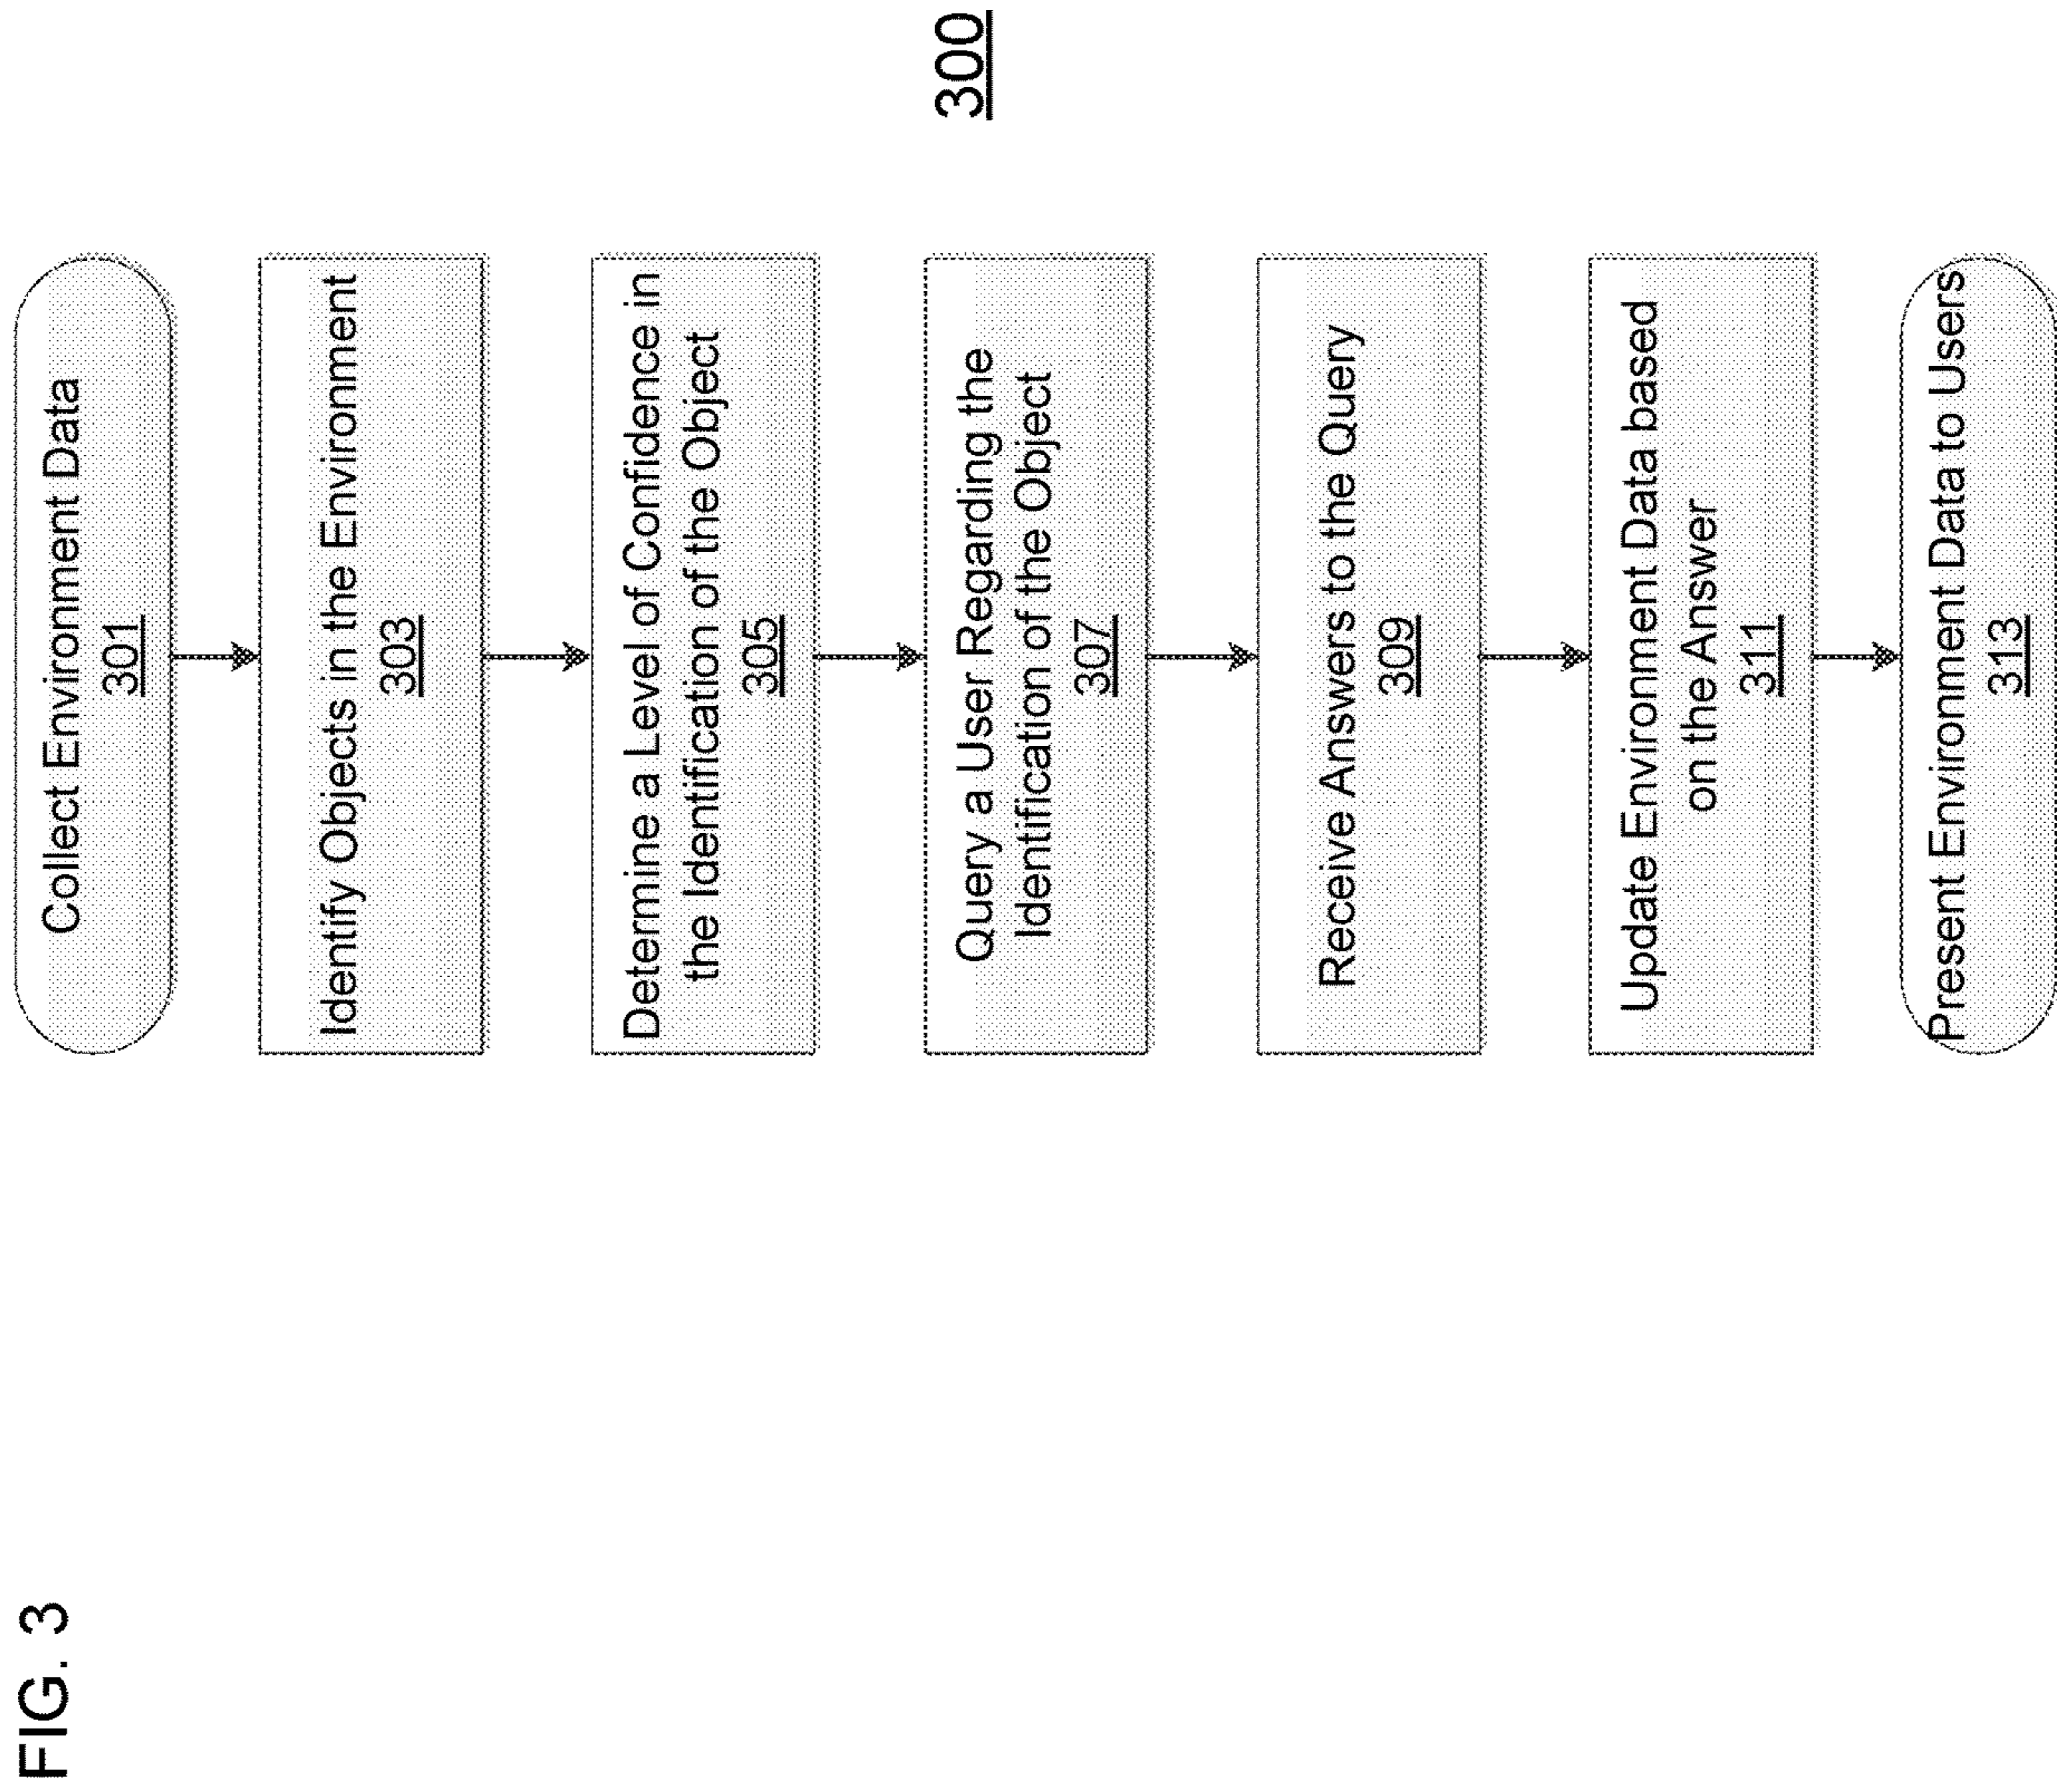 FIG. 3
Collect Environment Data
301
Identify Objects in the Environment
303
Determine a Level of Confidence in
the Identification of the Object
305
Query a User Regarding the
Identification of the Object
307
Receive Answers to the Query
309
Update Environment Data based
on the Answer
311
Present Environment Data to Users
313
300